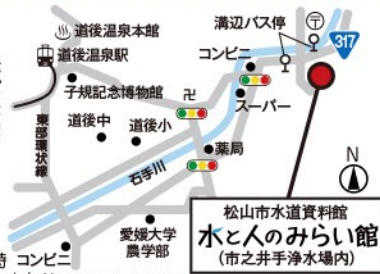 道後温泉本館
道後温泉駅
溝辺バス停
〒
317
コンビニ
子規記念博物館
スーパー
卍
道後中
道後小
東部環状線
薬局
石手川
N
愛媛大学
農学部
コンビニ
松山市水道資料館
水と人のみらい館
(市之井手浄水場内)